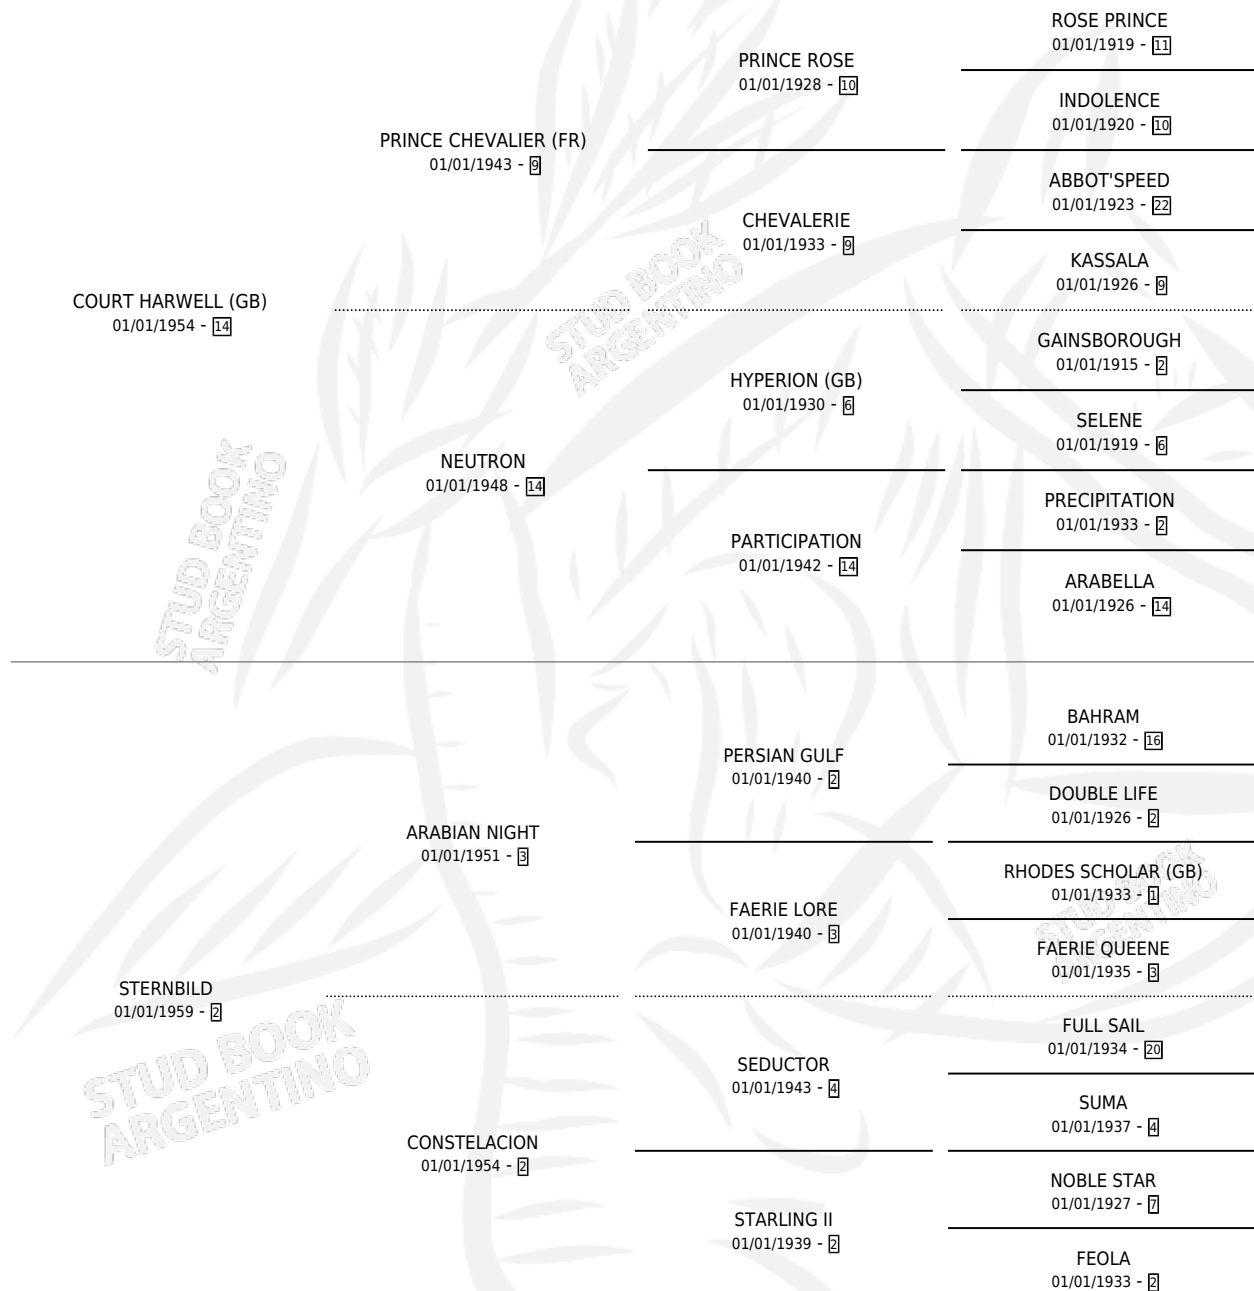 ROSE PRINCE
01/01/1919 - 11
PRINCE ROSE
01/01/1928 - 10
INDOLENCE
01/01/1920 - 10
PRINCE CHEVALIER (FR)
01/01/1943 - 9
ABBOT'SPEED
01/01/1923 - 22
CHEVALERIE
01/01/1933 - 9
KASSALA
01/01/1926 - 9
COURT HARWELL (GB)
01/01/1954 - 14
STUD BOOK
ARGENTINO
GAINSBOROUGH
01/01/1915 - 2
HYPERION (GB)
01/01/1930 - 6
SELENE
01/01/1919 - 6
NEUTRON
01/01/1948 - 14
PRECIPITATION
01/01/1933 - 2
PARTICIPATION
01/01/1942 - 14
ARABELLA
01/01/1926 - 14
STUD BOOK
ARGENTINO
BAHRAM
01/01/1932 - 16
PERSIAN GULF
01/01/1940 - 2
DOUBLE LIFE
01/01/1926 - 2
ARABIAN NIGHT
01/01/1951 - 3
RHODES SCHOLAR (GB)
01/01/1933 - 1
FAERIE LORE
01/01/1940 - 3
STUD BOOK
ARGENTINO
FAERIE QUEENE
01/01/1935 - 3
STERNBILD
01/01/1959 - 2
FULL SAIL
01/01/1934 - 20
STUD BOOK
ARGENTINO
SEDUCTOR
01/01/1943 - 4
SUMA
01/01/1937 - 4
CONSTELACION
01/01/1954 - 2
NOBLE STAR
01/01/1927 - 7
STARLING II
01/01/1939 - 2
FEOLA
01/01/1933 - 2